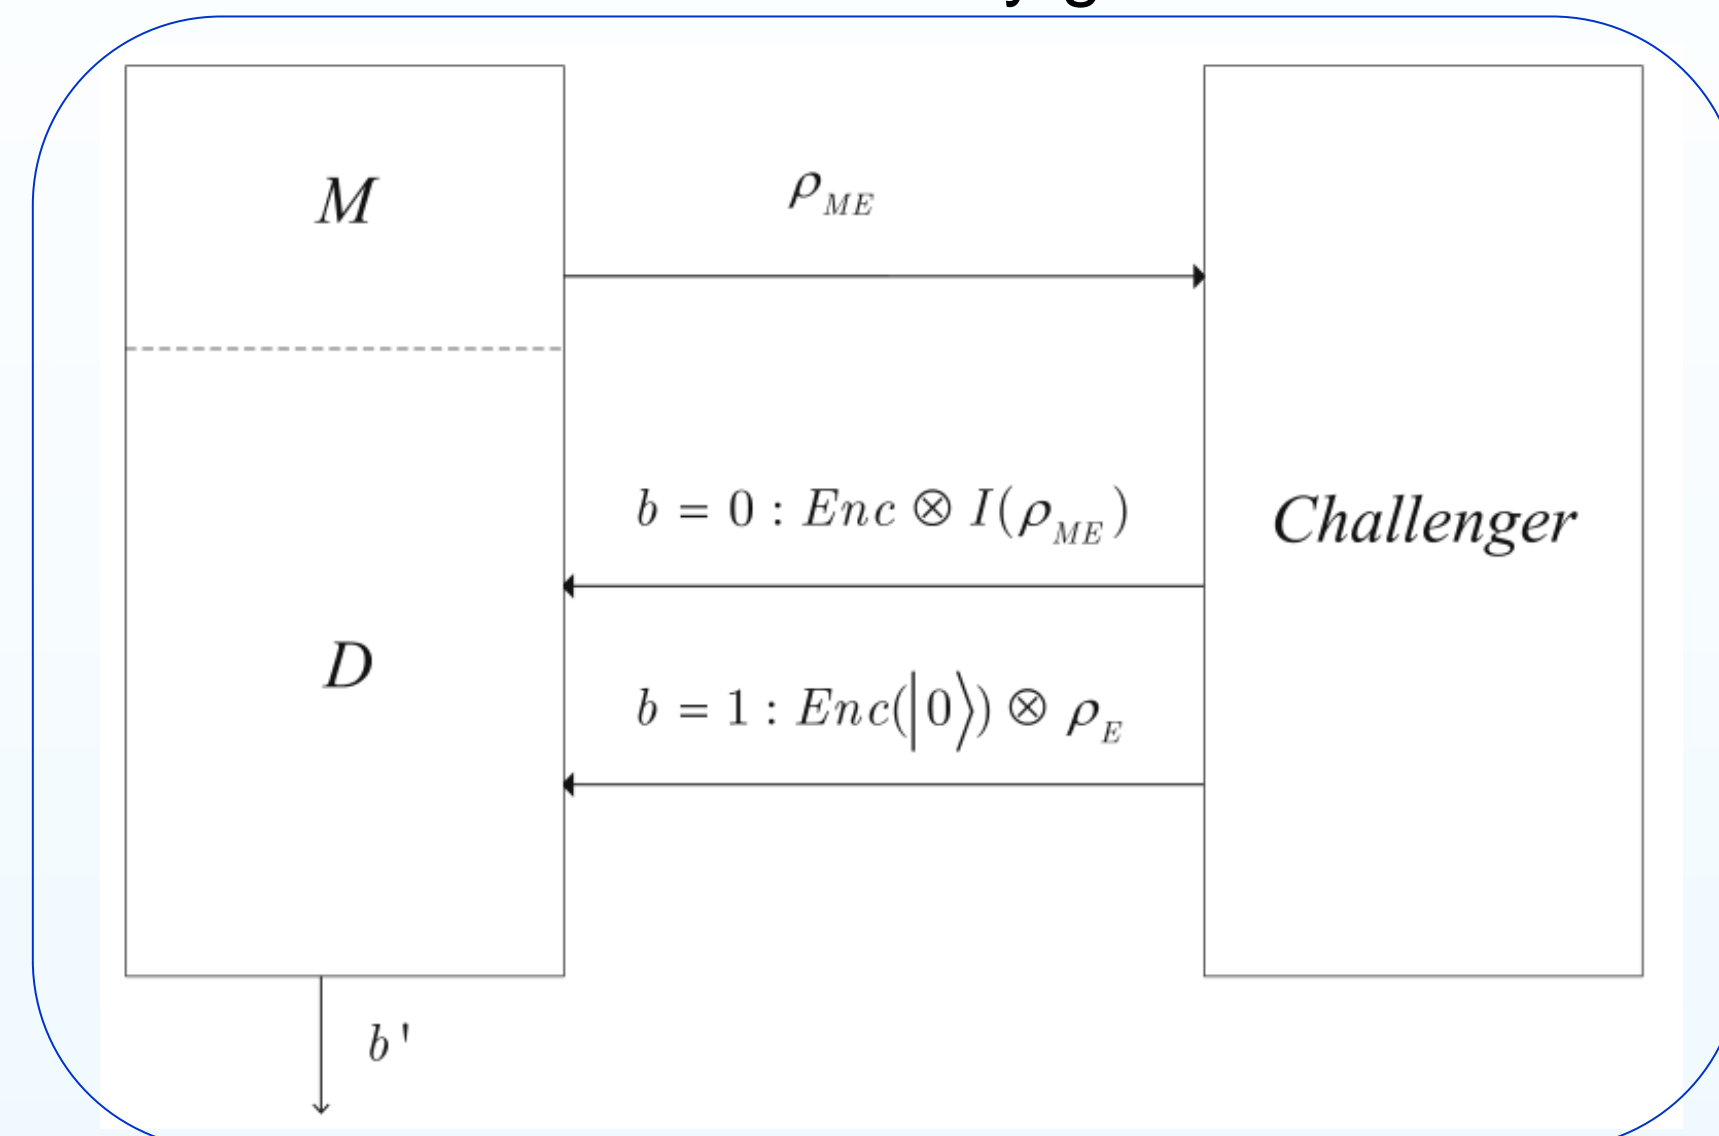 M
ρ_ME
b = 0 : Enc ⊗ I(ρ_ME)
Challenger
D
b = 1 : Enc(|0⟩) ⊗ ρ_E
b'